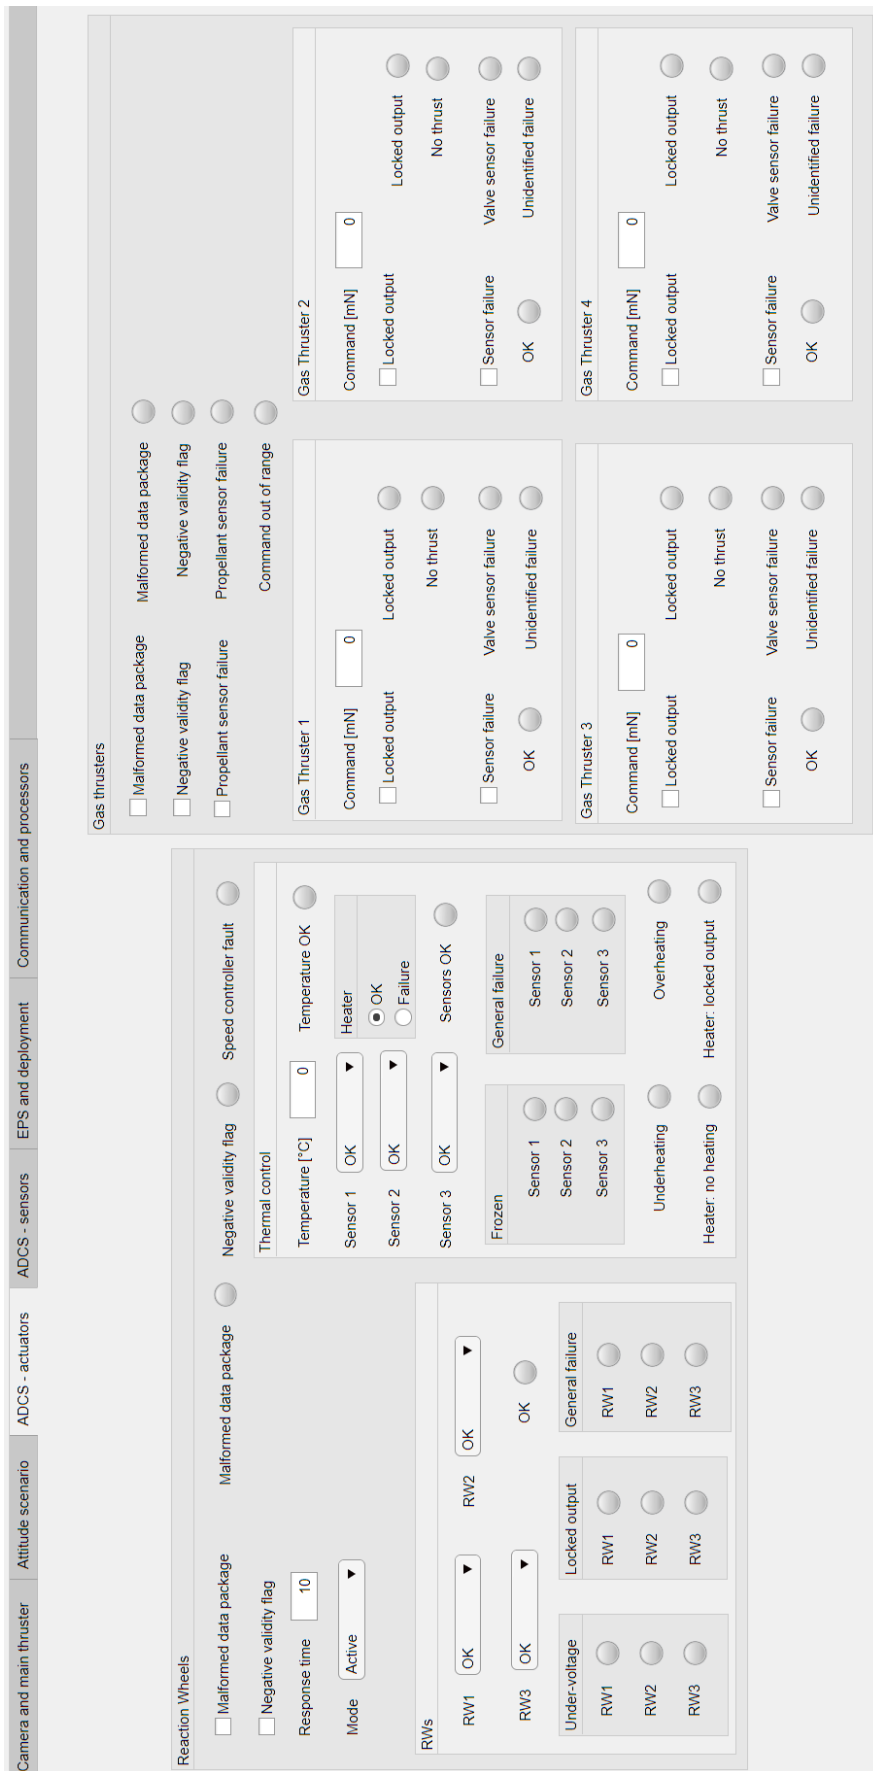 Camera and main thruster
Attitude scenario
ADCS - actuators
ADCS - sensors
EPS and deployment
Communication and processors
Reaction Wheels
Malformed data package
Malformed data package
Negative validity flag
Speed controller fault
Negative validity flag
Response time 10
Mode Active
RWs
RW1 OK
RW2 OK
RW3 OK
OK
Under-voltage
RW1
RW2
RW3
Locked output
RW1
RW2
RW3
General failure
RW1
RW2
RW3
Thermal control
Temperature [°C] 0
Temperature OK
Sensor 1 OK
Sensor 2 OK
Sensor 3 OK
Heater
OK
Failure
Sensors OK
Frozen
Sensor 1
Sensor 2
Sensor 3
General failure
Sensor 1
Sensor 2
Sensor 3
Underheating
Overheating
Heater: no heating
Heater: locked output
Gas thrusters
Malformed data package
Malformed data package
Negative validity flag
Negative validity flag
Propellant sensor failure
Propellant sensor failure
Command out of range
Gas Thruster 1
Command [mN] 0
Locked output
Locked output
No thrust
Sensor failure
Valve sensor failure
OK
Unidentified failure
Gas Thruster 2
Command [mN] 0
Locked output
Locked output
No thrust
Sensor failure
Valve sensor failure
OK
Unidentified failure
Gas Thruster 3
Command [mN] 0
Locked output
Locked output
No thrust
Sensor failure
Valve sensor failure
OK
Unidentified failure
Gas Thruster 4
Command [mN] 0
Locked output
Locked output
No thrust
Sensor failure
Valve sensor failure
OK
Unidentified failure